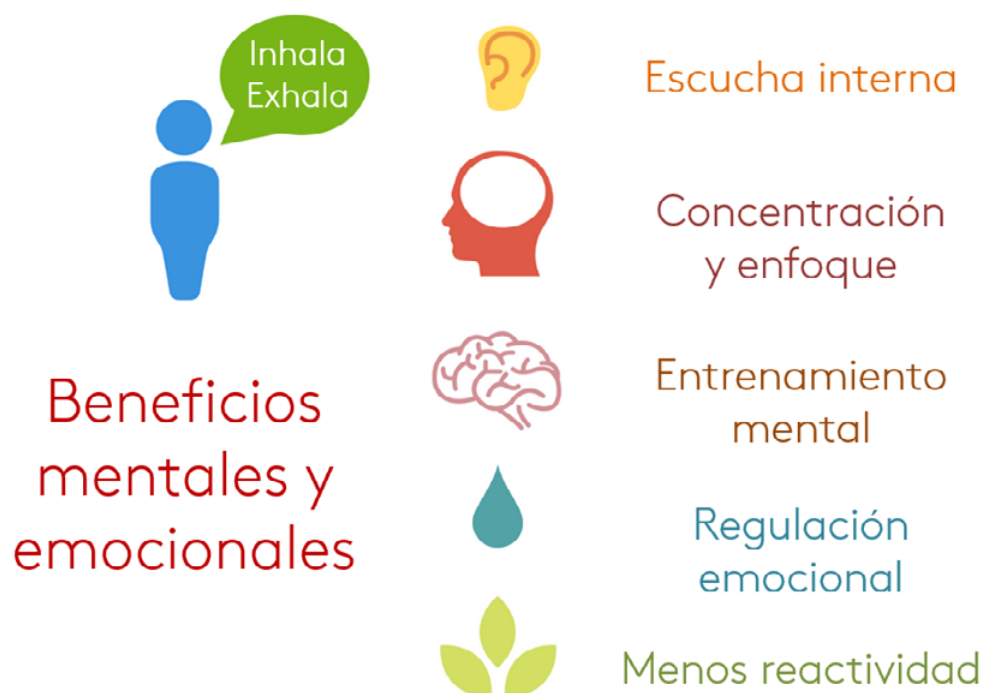 Inhala
Exhala
Beneficios
mentales y
emocionales
Escucha interna
Concentración
y enfoque
Entrenamiento
mental
Regulación
emocional
Menos reactividad